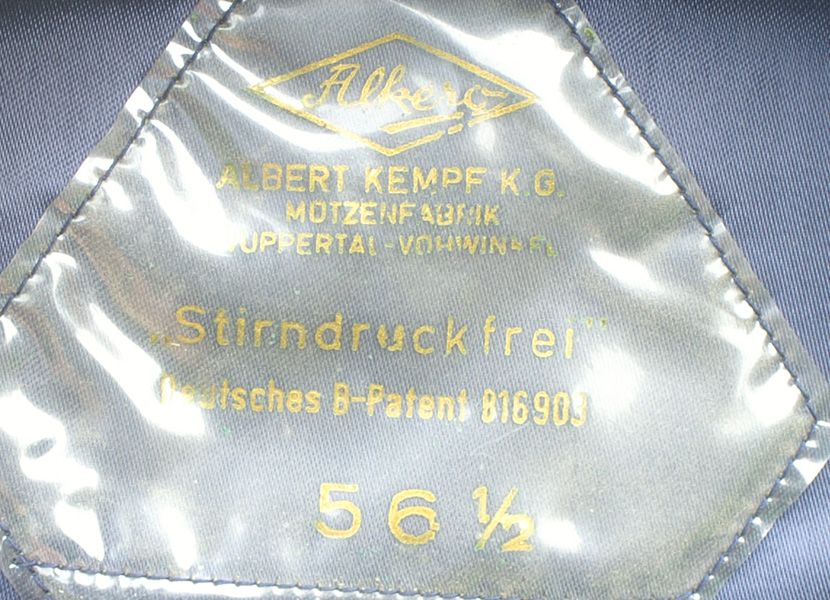 Alkero
ALBERT KEMPF K.G.
MÜTZENFABRIK
WUPPERTAL-VOHWINKEL
„Stirndruckfrei”
Deutsches B-Patent 816903
56 ½